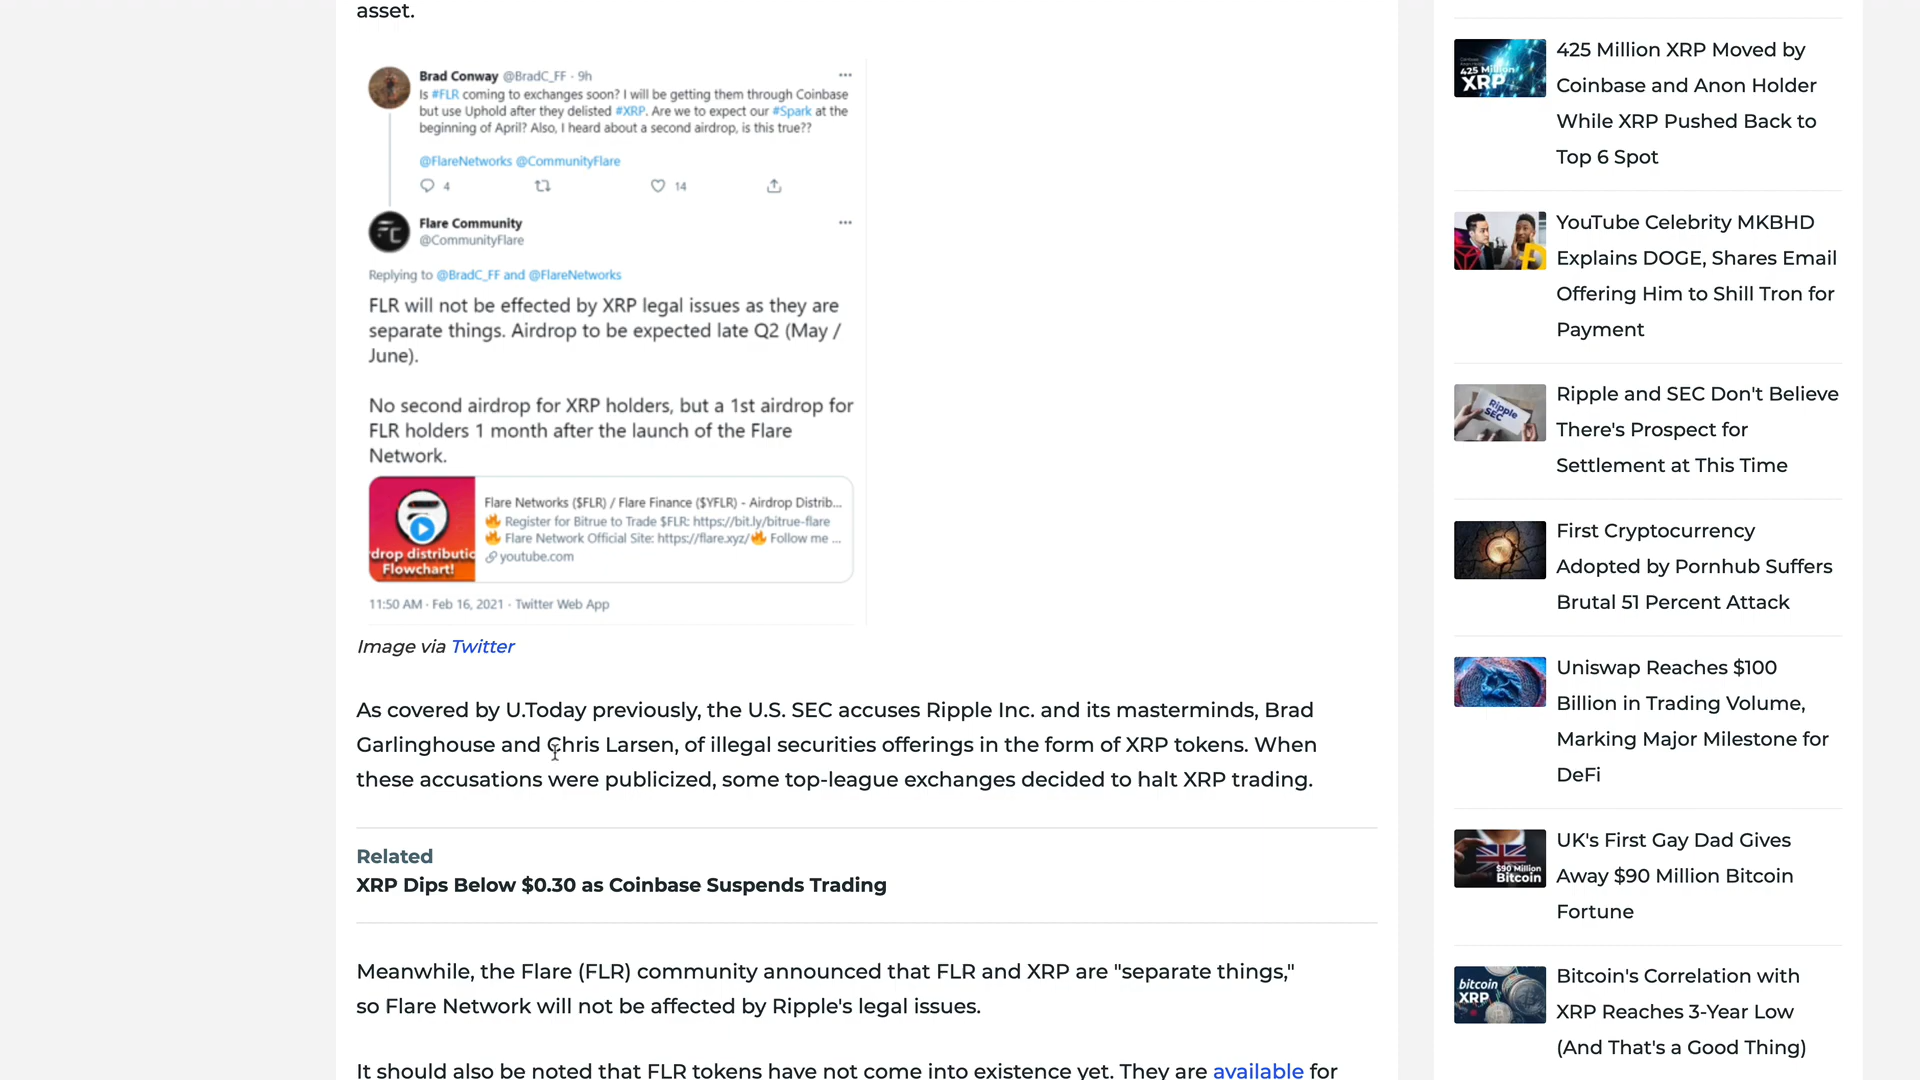 asset.
Brad Conway @BradC_FF · 9h
Is #FLR coming to exchanges soon? I will be getting them through Coinbase
but use Uphold after they delisted #XRP. Are we to expect our #Spark at the
beginning of April? Also, I heard about a second airdrop, is this true??
@FlareNetworks @CommunityFlare
4 14
Flare Community
@CommunityFlare
Replying to @BradC_FF and @FlareNetworks
FLR will not be effected by XRP legal issues as they are
separate things. Airdrop to be expected late Q2 (May /
June).
No second airdrop for XRP holders, but a 1st airdrop for
FLR holders 1 month after the launch of the Flare
Network.
drop distributic
Flowchart!
Flare Networks ($FLR) / Flare Finance ($YFLR) - Airdrop Distrib...
🔥 Register for Bitrue to Trade $FLR: https://bit.ly/bitrue-flare
🔥 Flare Network Official Site: https://flare.xyz/🔥 Follow me ...
youtube.com
11:50 AM · Feb 16, 2021 · Twitter Web App
Image via Twitter
As covered by U.Today previously, the U.S. SEC accuses Ripple Inc. and its masterminds, Brad
Garlinghouse and Chris Larsen, of illegal securities offerings in the form of XRP tokens. When
these accusations were publicized, some top-league exchanges decided to halt XRP trading.
Related
XRP Dips Below $0.30 as Coinbase Suspends Trading
Meanwhile, the Flare (FLR) community announced that FLR and XRP are "separate things,"
so Flare Network will not be affected by Ripple's legal issues.
It should also be noted that FLR tokens have not come into existence yet. They are available for
425 Million
XRP
425 Million XRP Moved by
Coinbase and Anon Holder
While XRP Pushed Back to
Top 6 Spot
YouTube Celebrity MKBHD
Explains DOGE, Shares Email
Offering Him to Shill Tron for
Payment
Ripple
SEC
Ripple and SEC Don't Believe
There's Prospect for
Settlement at This Time
First Cryptocurrency
Adopted by Pornhub Suffers
Brutal 51 Percent Attack
Uniswap Reaches $100
Billion in Trading Volume,
Marking Major Milestone for
DeFi
$90 Million
Bitcoin
UK's First Gay Dad Gives
Away $90 Million Bitcoin
Fortune
bitcoin
XRP
Bitcoin's Correlation with
XRP Reaches 3-Year Low
(And That's a Good Thing)